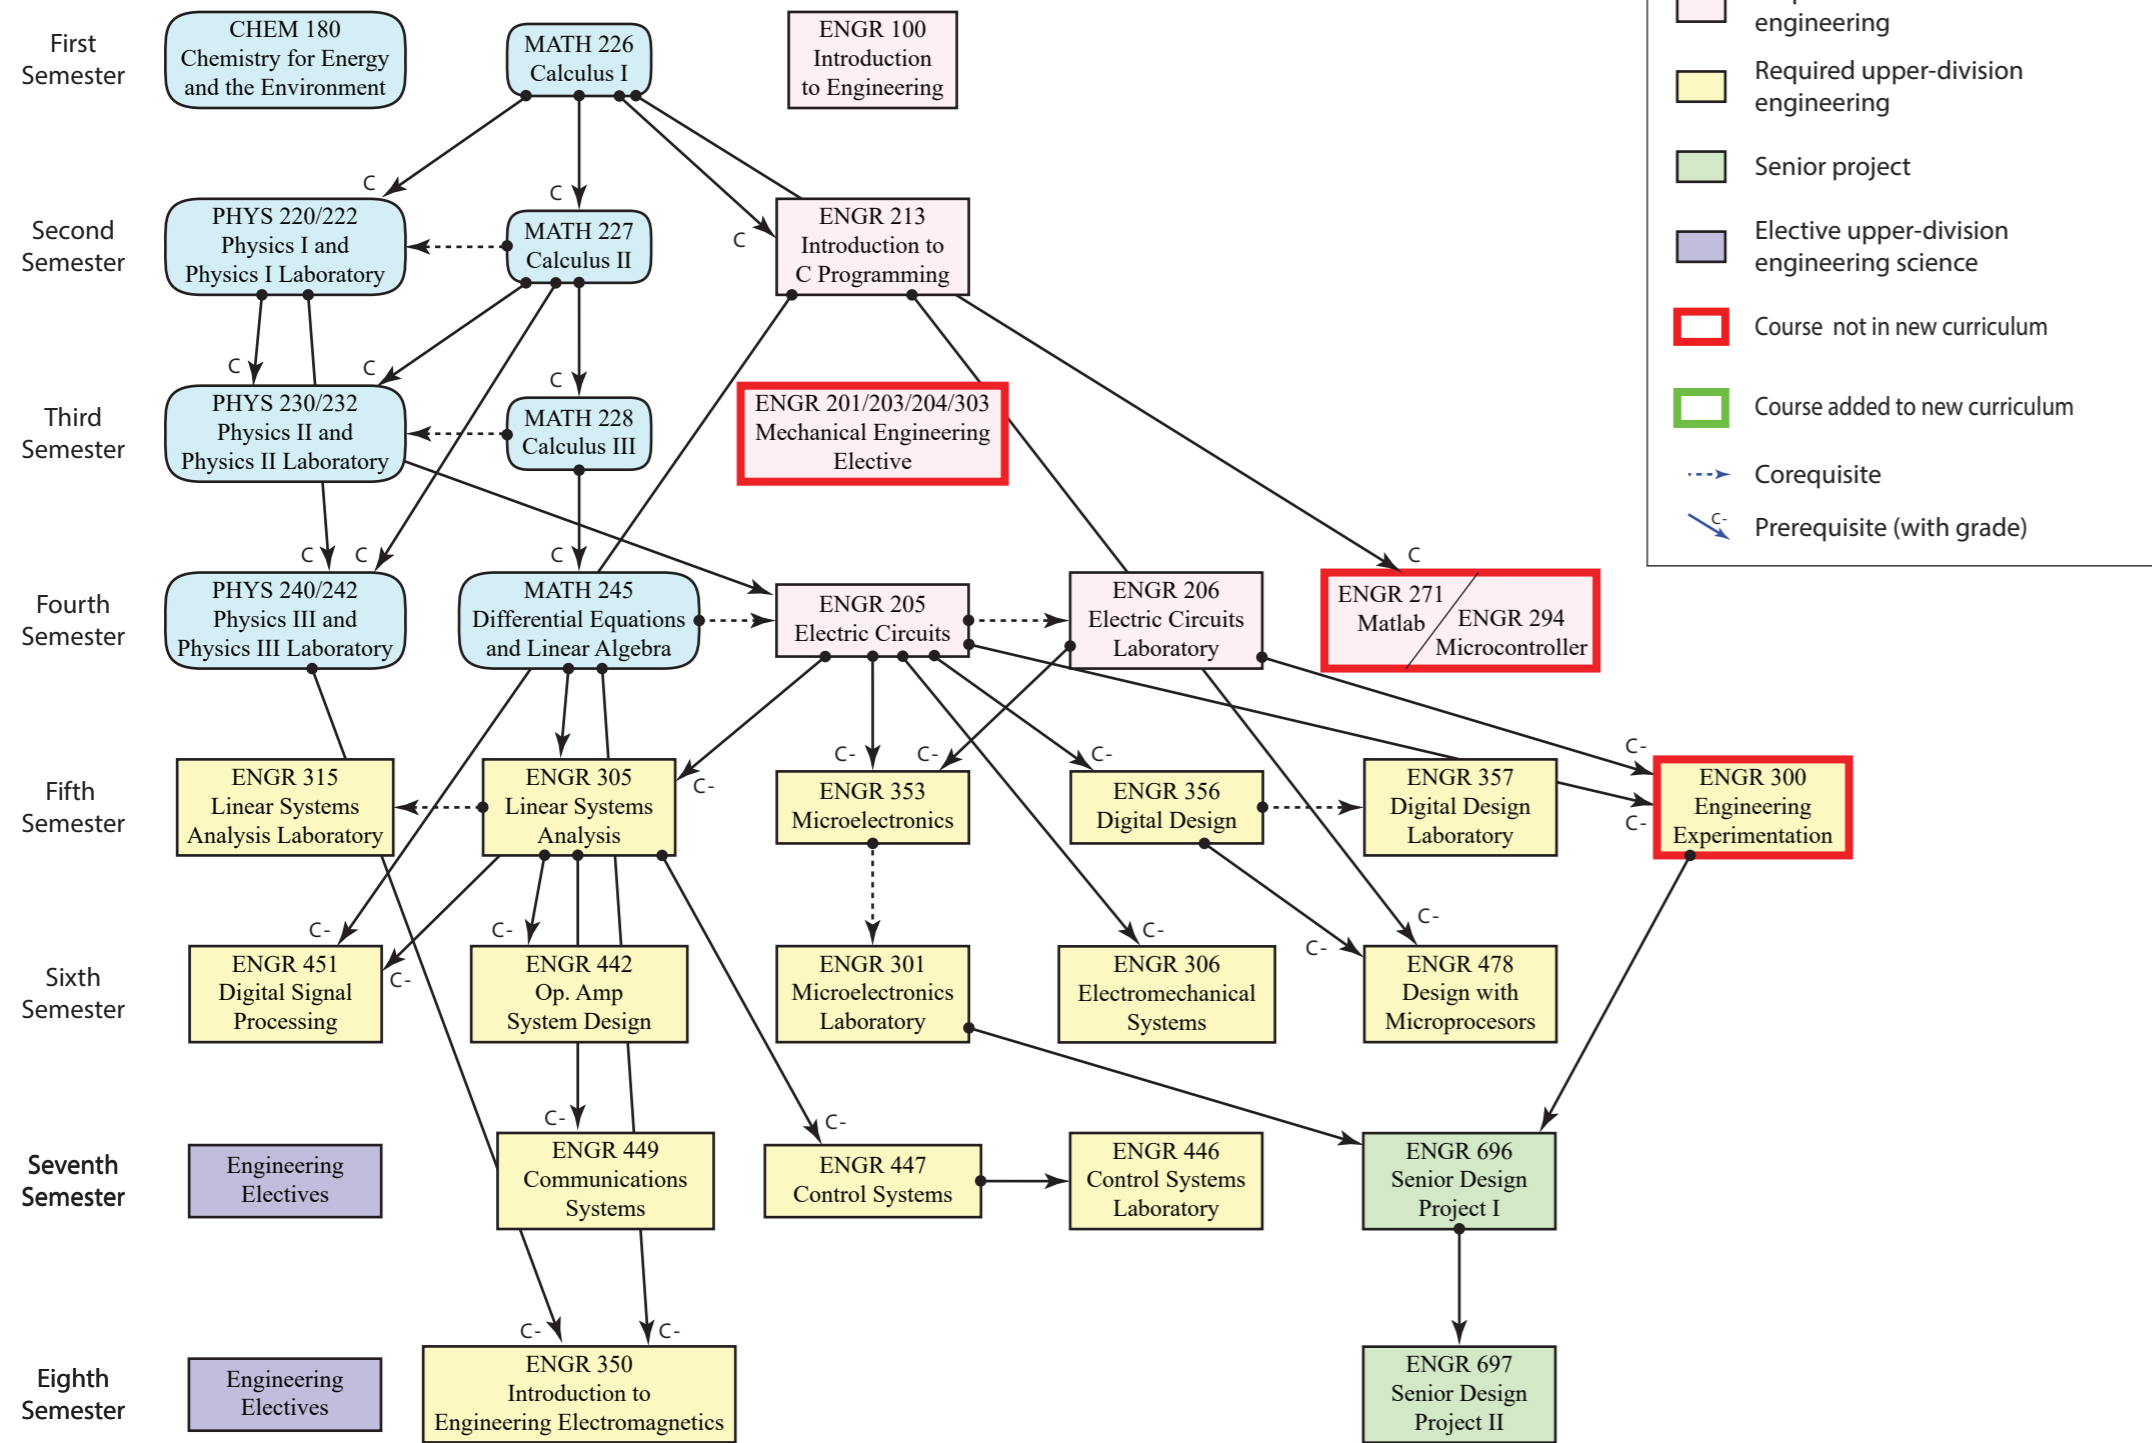 First
Semester
CHEM 180
Chemistry for Energy
and the Environment
MATH 226
Calculus I
ENGR 100
Introduction
to Engineering
engineering
Required upper-division
engineering
Senior project
Elective upper-division
engineering science
Course not in new curriculum
Course added to new curriculum
Corequisite
C-
Prerequisite (with grade)
C
C
C
Second
Semester
PHYS 220/222
Physics I and
Physics I Laboratory
MATH 227
Calculus II
ENGR 213
Introduction to
C Programming
C
C
C
Third
Semester
PHYS 230/232
Physics II and
Physics II Laboratory
MATH 228
Calculus III
ENGR 201/203/204/303
Mechanical Engineering
Elective
C
C
C
C
Fourth
Semester
PHYS 240/242
Physics III and
Physics III Laboratory
MATH 245
Differential Equations
and Linear Algebra
ENGR 205
Electric Circuits
ENGR 206
Electric Circuits
Laboratory
ENGR 271
Matlab
ENGR 294
Microcontroller
C-
C-
C-
C-
C-
C-
Fifth
Semester
ENGR 315
Linear Systems
Analysis Laboratory
ENGR 305
Linear Systems
Analysis
ENGR 353
Microelectronics
ENGR 356
Digital Design
ENGR 357
Digital Design
Laboratory
ENGR 300
Engineering
Experimentation
C-
C-
C-
C-
C-
C-
Sixth
Semester
ENGR 451
Digital Signal
Processing
ENGR 442
Op. Amp
System Design
ENGR 301
Microelectronics
Laboratory
ENGR 306
Electromechanical
Systems
ENGR 478
Design with
Microprocesors
C-
C-
Seventh
Semester
Engineering
Electives
ENGR 449
Communications
Systems
ENGR 447
Control Systems
ENGR 446
Control Systems
Laboratory
ENGR 696
Senior Design
Project I
C-
C-
Eighth
Semester
Engineering
Electives
ENGR 350
Introduction to
Engineering Electromagnetics
ENGR 697
Senior Design
Project II